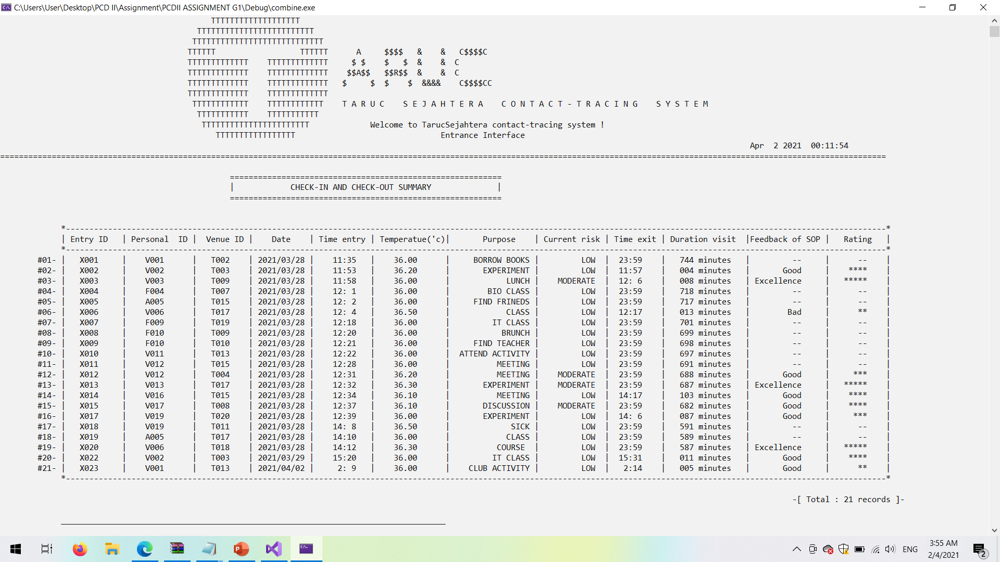 C:\Users\User\Desktop\PCD II\Assignment\PCDII ASSIGNMENT G1\Debug\combine.exe
TTTTTTTTTTTTTTTTTTT
TTTTTTTTTTTTTTTTTTTTTTTTT
TTTTTTTTTTTTTTTTTTTTTTTTTTTT
TTTTTT                  TTTTTT      A     $$$$   &    &   C$$$$C
TTTTTTTTTTTTT    TTTTTTTTTTTTT     $ $    $   $  &    &  C
TTTTTTTTTTTTT    TTTTTTTTTTTTT    $$A$$   $$R$$  &    &  C
TTTTTTTTTTTTT    TTTTTTTTTTTTT   $     $  $    $  &&&&    C$$$$CC
TTTTTTTTTTTTT    TTTTTTTTTTTTT
TTTTTTTTTTTT    TTTTTTTTTTTT    T A R U C    S E J A H T E R A    C O N T A C T - T R A C I N G    S Y S T E M
TTTTTTTTTTT    TTTTTTTTTTT
TTTTTTTTTTTTTTTTTTTTTTT             Welcome to TarucSejahtera contact-tracing system !
TTTTTTTTTTTTTTTTT                               Entrance Interface
Apr  2 2021  00:11:54
CHECK-IN AND CHECK-OUT SUMMARY
| Entry ID | Personal  ID | Venue ID | Date | Time entry | Temperatue('c)| Purpose | Current risk | Time exit | Duration visit |Feedback of SOP | Rating |
#01- | X001 | V001 | T002 | 2021/03/28 | 11:35 | 36.00 | BORROW BOOKS | LOW | 23:59 | 744 minutes | -- | -- |
#02- | X002 | V002 | T003 | 2021/03/28 | 11:53 | 36.20 | EXPERIMENT | LOW | 11:57 | 004 minutes | Good | **** |
#03- | X003 | V003 | T009 | 2021/03/28 | 11:58 | 36.00 | LUNCH | MODERATE | 12: 6 | 008 minutes | Excellence | ***** |
#04- | X004 | F004 | T007 | 2021/03/28 | 12: 1 | 36.00 | BIO CLASS | LOW | 23:59 | 718 minutes | -- | -- |
#05- | X005 | A005 | T015 | 2021/03/28 | 12: 2 | 36.00 | FIND FRINEDS | LOW | 23:59 | 717 minutes | -- | -- |
#06- | X006 | V006 | T017 | 2021/03/28 | 12: 4 | 36.50 | CLASS | LOW | 12:17 | 013 minutes | Bad | ** |
#07- | X007 | F009 | T019 | 2021/03/28 | 12:18 | 36.00 | IT CLASS | LOW | 23:59 | 701 minutes | -- | -- |
#08- | X008 | F010 | T009 | 2021/03/28 | 12:20 | 36.00 | BRUNCH | LOW | 23:59 | 699 minutes | -- | -- |
#09- | X009 | F010 | T010 | 2021/03/28 | 12:21 | 36.00 | FIND TEACHER | LOW | 23:59 | 698 minutes | -- | -- |
#10- | X010 | V011 | T013 | 2021/03/28 | 12:22 | 36.00 | ATTEND ACTIVITY | LOW | 23:59 | 697 minutes | -- | -- |
#11- | X011 | V012 | T015 | 2021/03/28 | 12:28 | 36.00 | MEETING | LOW | 23:59 | 691 minutes | -- | -- |
#12- | X012 | V012 | T004 | 2021/03/28 | 12:31 | 36.20 | MEETING | MODERATE | 23:59 | 688 minutes | Good | *** |
#13- | X013 | V013 | T017 | 2021/03/28 | 12:32 | 36.30 | EXPERIMENT | MODERATE | 23:59 | 687 minutes | Excellence | ***** |
#14- | X014 | V016 | T015 | 2021/03/28 | 12:34 | 36.10 | MEETING | LOW | 14:17 | 103 minutes | Good | **** |
#15- | X015 | V017 | T008 | 2021/03/28 | 12:37 | 36.10 | DISCUSSION | MODERATE | 23:59 | 682 minutes | Good | **** |
#16- | X017 | V019 | T020 | 2021/03/28 | 12:39 | 36.00 | EXPERIMENT | LOW | 14: 6 | 087 minutes | Good | *** |
#17- | X018 | V019 | T011 | 2021/03/28 | 14: 8 | 36.50 | SICK | LOW | 23:59 | 591 minutes | -- | -- |
#18- | X019 | A005 | T017 | 2021/03/28 | 14:10 | 36.00 | CLASS | LOW | 23:59 | 589 minutes | -- | -- |
#19- | X020 | V006 | T018 | 2021/03/28 | 14:12 | 36.30 | COURSE | LOW | 23:59 | 587 minutes | Excellence | ***** |
#20- | X022 | V002 | T003 | 2021/03/29 | 15:20 | 36.00 | IT CLASS | LOW | 15:31 | 011 minutes | Good | **** |
#21- | X023 | V001 | T013 | 2021/04/02 | 2: 9 | 36.00 | CLUB ACTIVITY | LOW | 2:14 | 005 minutes | Good | ** |
-[ Total : 21 records ]-
ENG
3:55 AM
2/4/2021
2